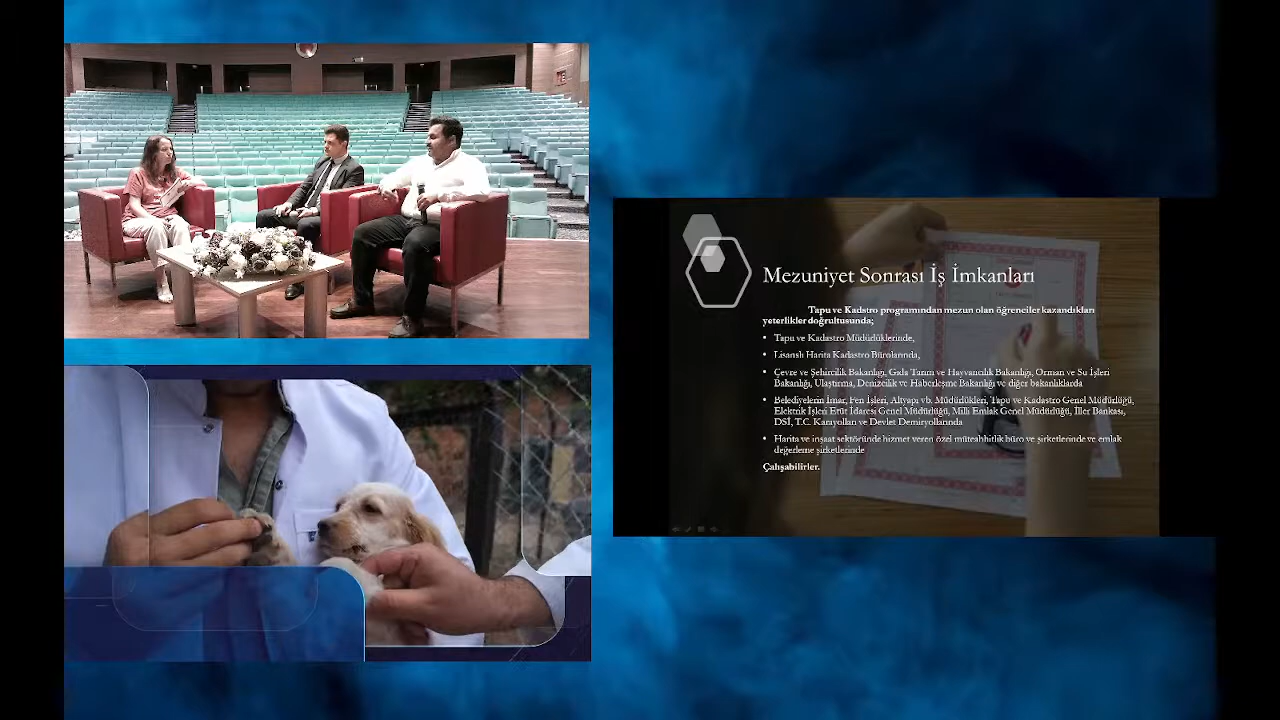 Mezuniyet Sonrası İş İmkanları
Tapu ve Kadstro programından mezun olan öğrenciler kazandıkları
yeterlikler doğrultusunda;
• Tapu ve Kadastro Müdüdüklerinde,
• Lisanslı Harita Kadastro Bürolarında,
• Çevre ve Şehircilik Bakanlığı, Gıda Tarım ve Hayvancılık Bakanlığı, Orman ve Su İşleri
Bakanlığı, Ulaştırma, Denizcilik ve Haberleşme Bakanlığı ve diğer bakanlıklarda
• Belediyelerin İmar, Fen İşleri, Altyapı vb. Müdürlükleri, Tapu ve Kadastro Genel Müdürlüğü,
Elektrik İşleri Etüt İdaresi Genel Müdürlüğü, Milli Emlak Genel Müdürlüğü, İller Bankası,
DSİ, T.C. Karayolları ve Devlet Demiryollarında
• Harita ve inşaat sektöründe hizmet veren özel müteahhitlik büro ve şirketlerinde ve emlak
değerleme şirketlerinde
Çalışabilirler.